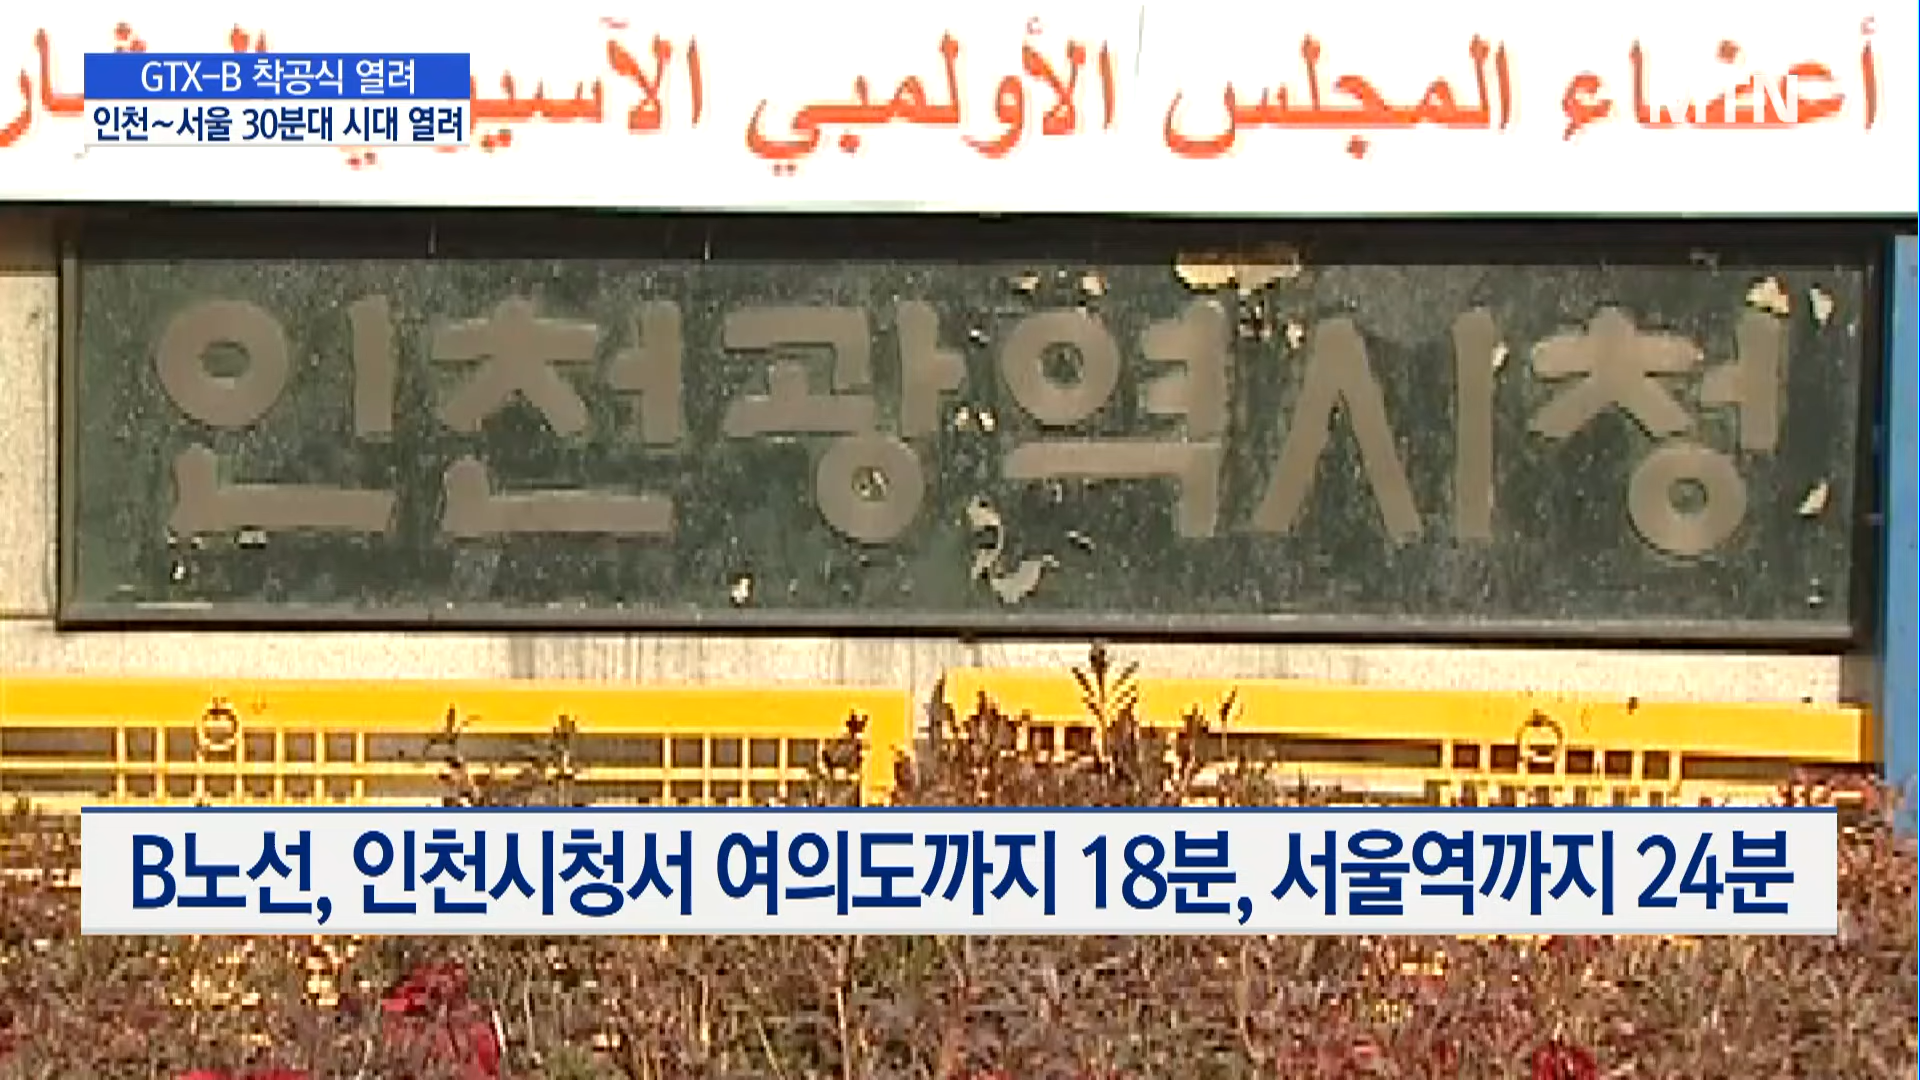 GTX-B 착공식 열려
인천~서울 30분대 시대 열려
MTN
أعضاء المجلس الأولمبي الآسيوي
인천광역시청
B노선, 인천시청서 여의도까지 18분, 서울역까지 24분